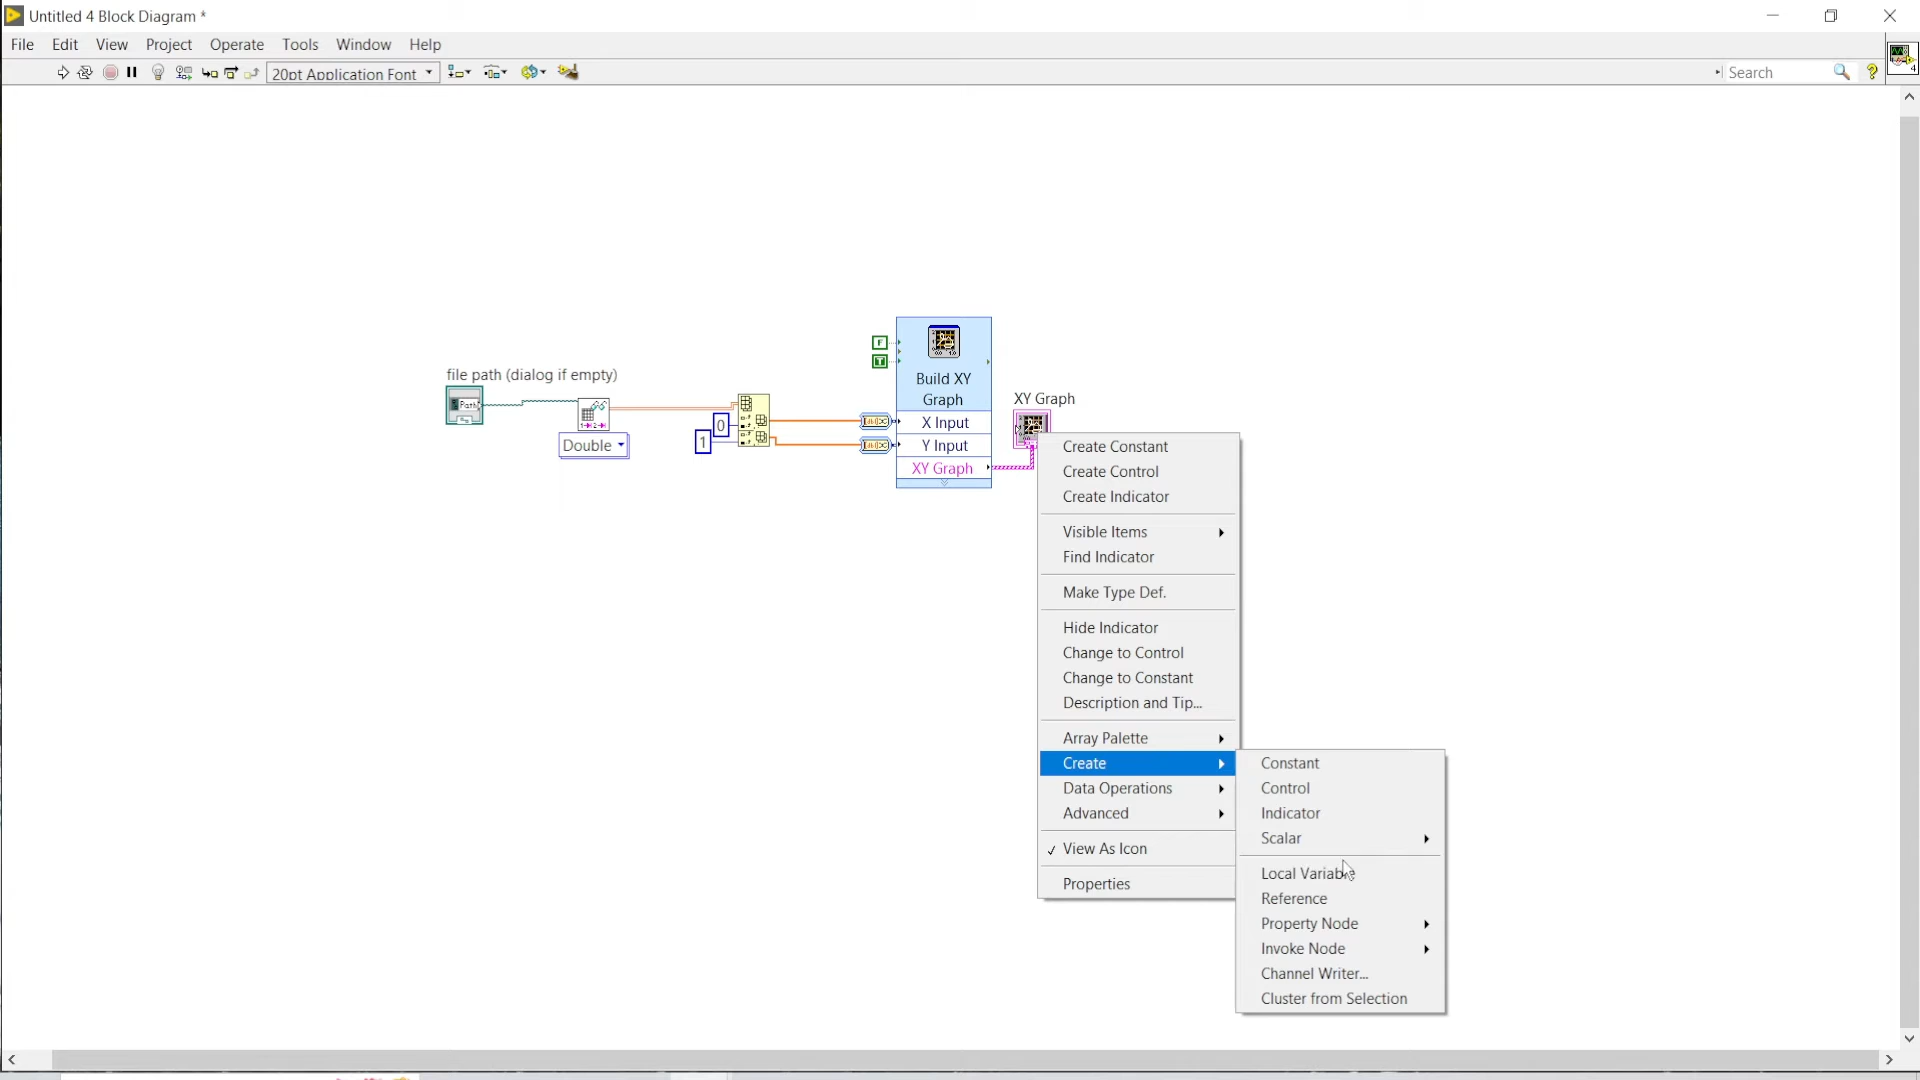 Untitled 4 Block Diagram *
File Edit View Project Operate Tools Window Help
20pt Application Font
Search
4
file path (dialog if empty)
Path
Double
0
1
F
T
Build XY
Graph
X Input
Y Input
XY Graph
XY Graph
Create Constant
Create Control
Create Indicator
Visible Items
Find Indicator
Make Type Def.
Hide Indicator
Change to Control
Change to Constant
Description and Tip...
Array Palette
Create
Data Operations
Advanced
View As Icon
Properties
Constant
Control
Indicator
Scalar
Local Variable
Reference
Property Node
Invoke Node
Channel Writer...
Cluster from Selection